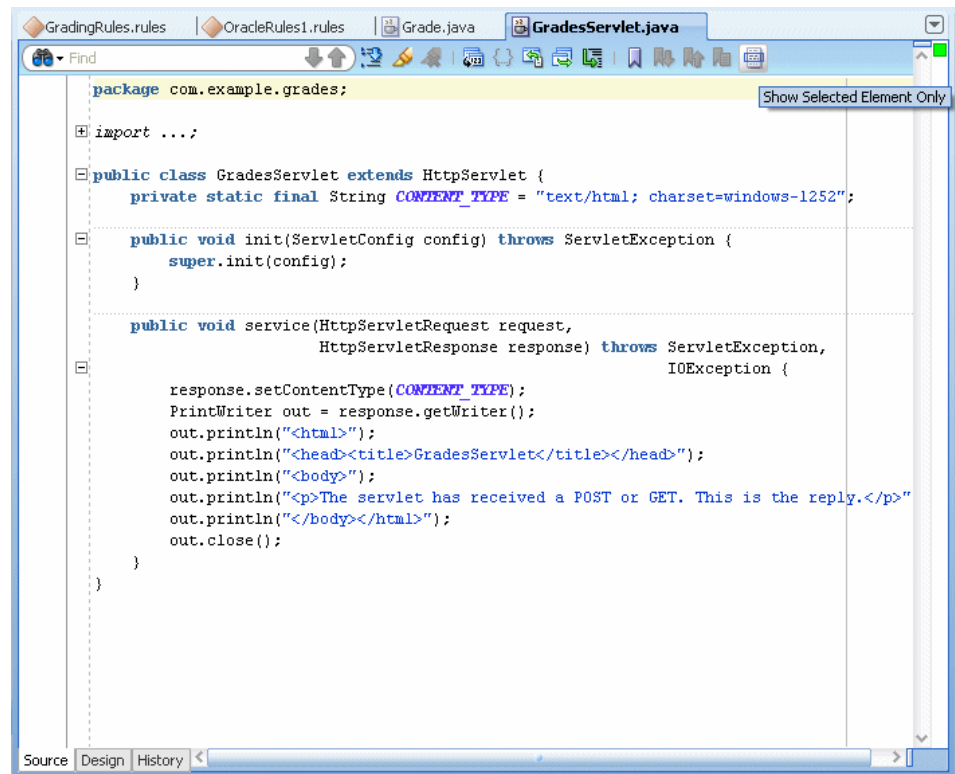 GradingRules.rules OracleRules1.rules Grade.java GradesServlet.java
Find
Show Selected Element Only
package com.example.grades;
import ...;
public class GradesServlet extends HttpServlet {
private static final String CONTENT_TYPE = "text/html; charset=windows-1252";
public void init(ServletConfig config) throws ServletException {
super.init(config);
}
public void service(HttpServletRequest request,
HttpServletResponse response) throws ServletException,
IOException {
response.setContentType(CONTENT_TYPE);
PrintWriter out = response.getWriter();
out.println("<html>");
out.println("<head><title>GradesServlet</title></head>");
out.println("<body>");
out.println("<p>The servlet has received a POST or GET. This is the reply.</p>"
out.println("</body></html>");
out.close();
}
}
Source Design History